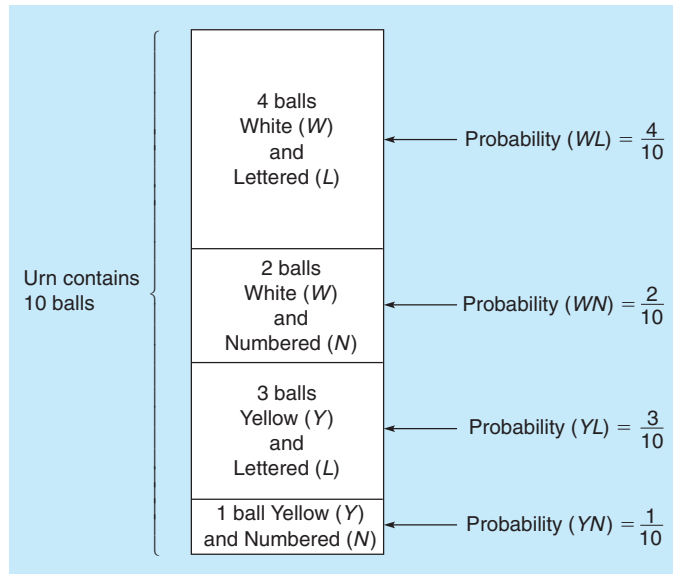 Urn contains
10 balls
4 balls
White (W)
and
Lettered (L)
Probability (WL) = 4/10
2 balls
White (W)
and
Numbered (N)
Probability (WN) = 2/10
3 balls
Yellow (Y)
and
Lettered (L)
Probability (YL) = 3/10
1 ball Yellow (Y)
and Numbered (N)
Probability (YN) = 1/10